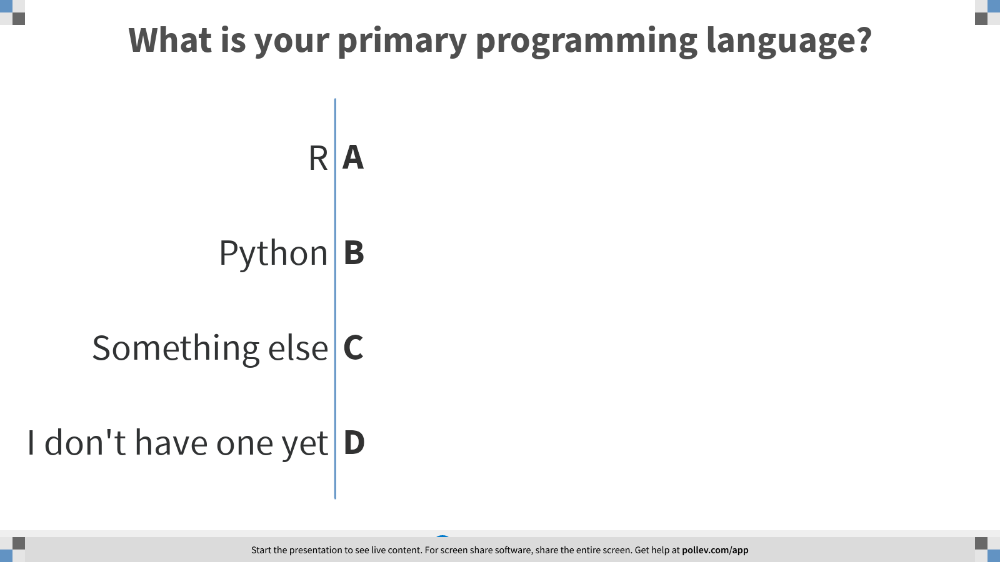 What is your primary programming language?
R A
Python B
Something else C
I don't have one yet D
Start the presentation to see live content. For screen share software, share the entire screen. Get help at pollev.com/app